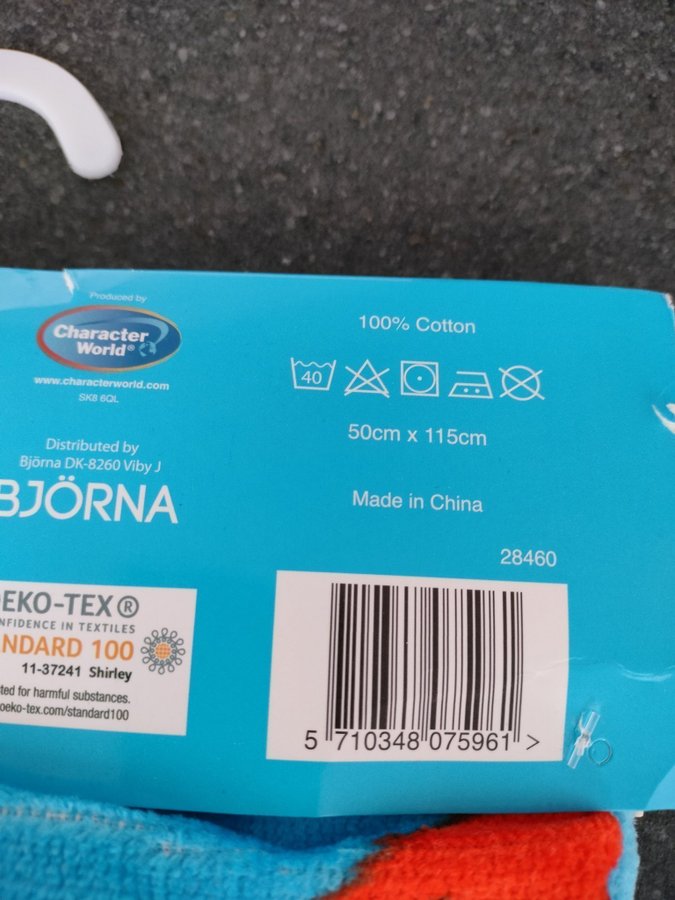 Produced by
Character
World®
www.characterworld.com
SK8 6QL
Distributed by
Björna DK-8260 Viby J
BJÖRNA
EKO-TEX®
NFIDENCE IN TEXTILES
NDARD 100
11-37241 Shirley
ted for harmful substances.
oeko-tex.com/standard100
100% Cotton
40
50cm x 115cm
Made in China
28460
5 710348 075961 >